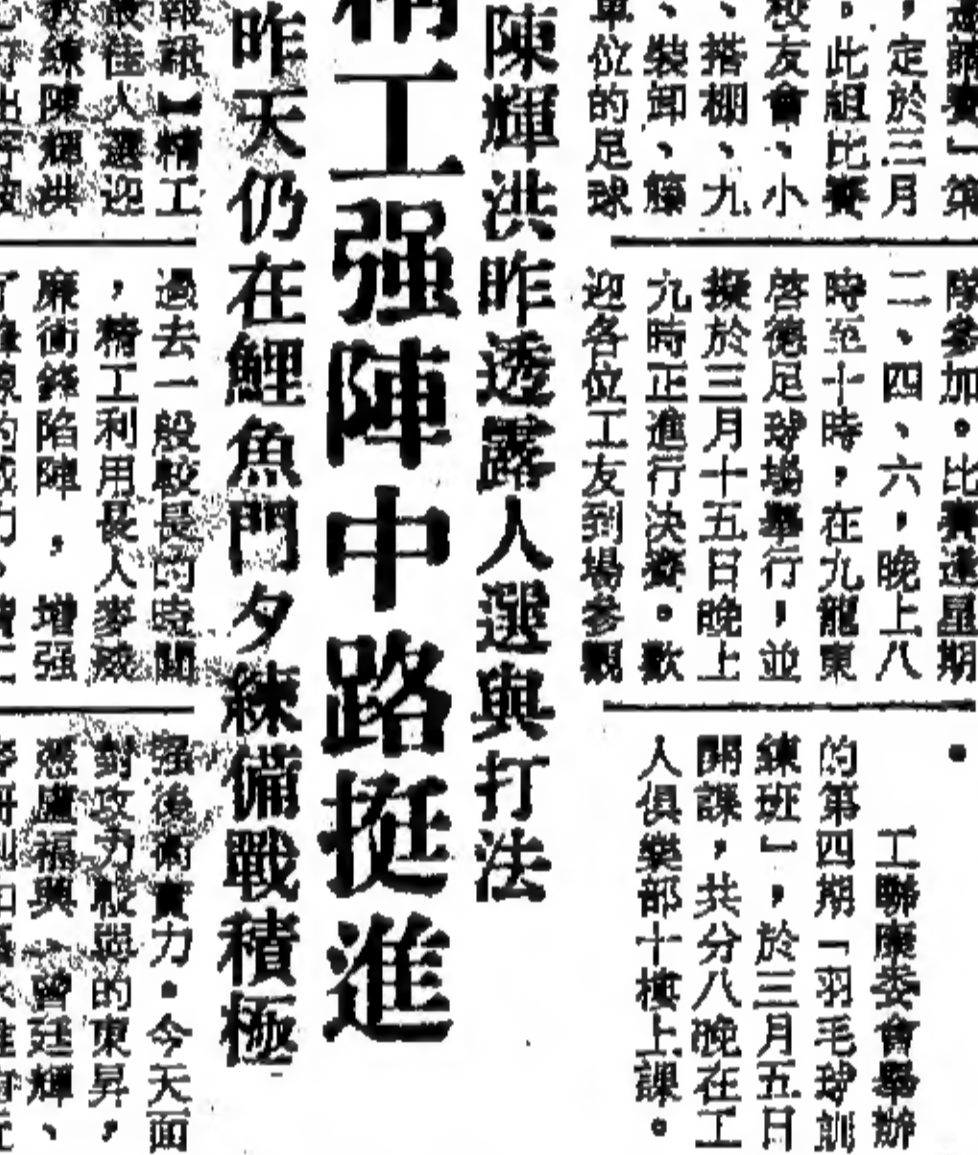 ，定於三月
。此組比賽
校友會、小
、搭棚、九
、裝卸、
單位的足球
隊參加。比賽逢星期
二、四、六，晚上八
時至十時，在九龍東
啓德足球場舉行，並
擬於三月十五日晚上
九時正進行決賽。歡
迎各位工友到場參觀
。
工聯康委會舉辦
的第四期「羽毛球訓
練班」，於三月五日
開課，共分八晚在工
人俱樂部十樓上課。
陳輝洪昨透露人選與打法
精工强陣中路挺進
昨天仍在鯉魚門夕練備戰積極
報訊】精工
最佳人選迎
教練陳輝洪
過去一般較長的時間
，精工利用長人麥威
廉衝鋒陷陣，增强
强後衛實力。今天面
對攻力較弱的東昇，
盧福興、曾廷輝、